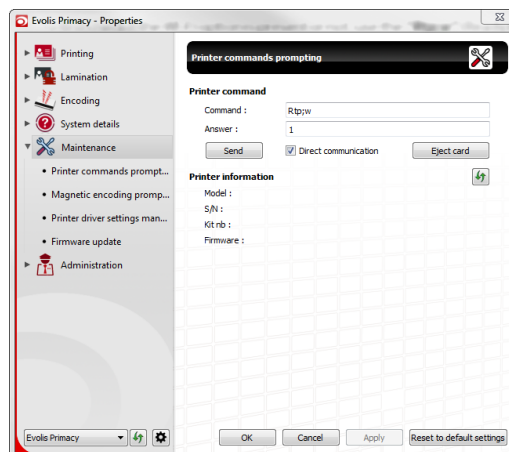 Evolis Primacy - Properties
Printing
Lamination
Encoding
System details
Maintenance
Printer commands prompt...
Magnetic encoding promp...
Printer driver settings man...
Firmware update
Administration
Evolis Primacy
Printer commands prompting
Printer command
Command : Rtp;w
Answer : 1
Send Direct communication Eject card
Printer information
Model :
S/N :
Kit nb :
Firmware :
OK Cancel Apply Reset to default settings